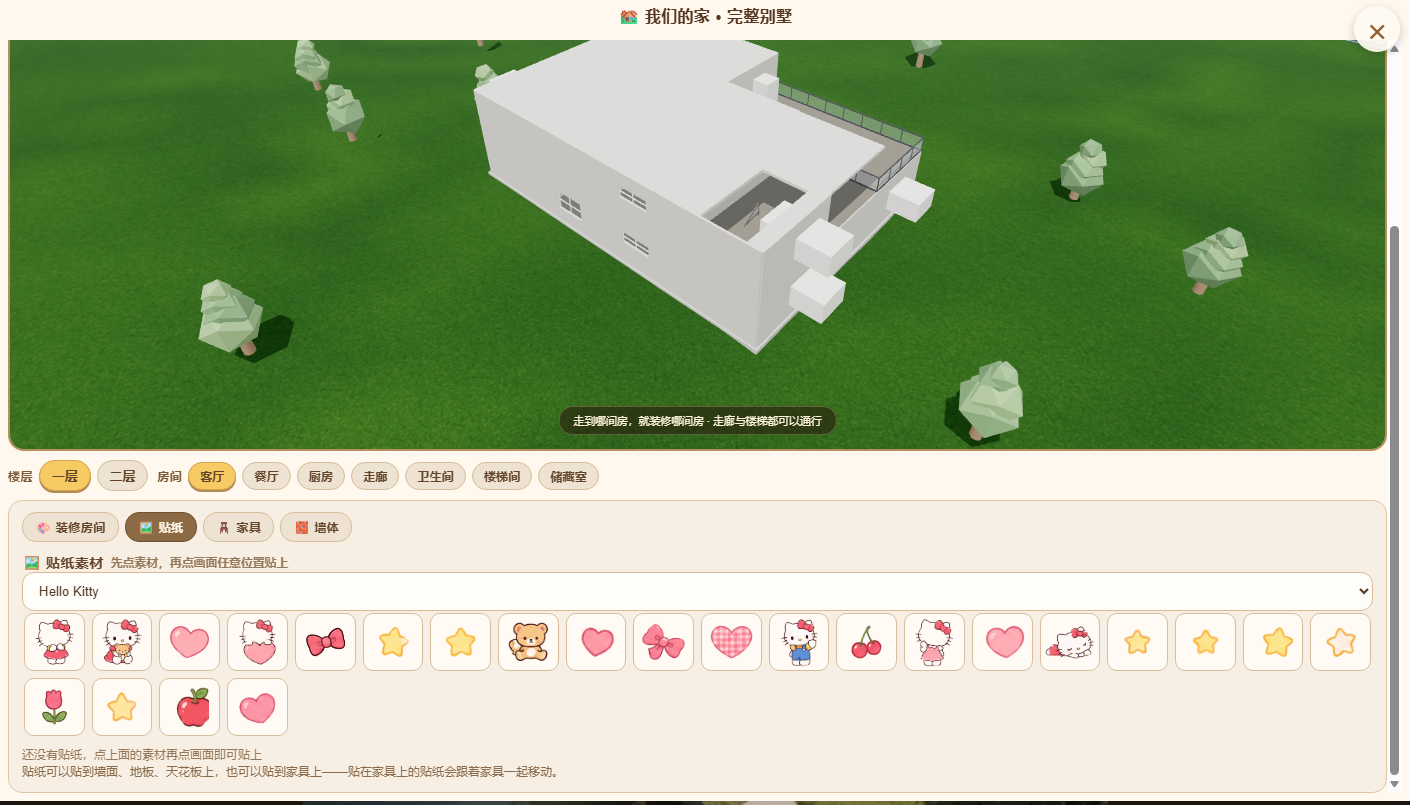 我们的家 • 完整别墅
走到哪间房，就装修哪间房 · 走廊与楼梯都可以通行
楼层 一层 二层 房间 客厅 餐厅 厨房 走廊 卫生间 楼梯间 储藏室
装修房间 贴纸 家具 墙体
贴纸素材 先点素材，再点画面任意位置贴上
Hello Kitty
还没有贴纸，点上面的素材再点画面即可贴上
贴纸可以贴到墙面、地板、天花板上，也可以贴到家具上——贴在家具上的贴纸会跟着家具一起移动。